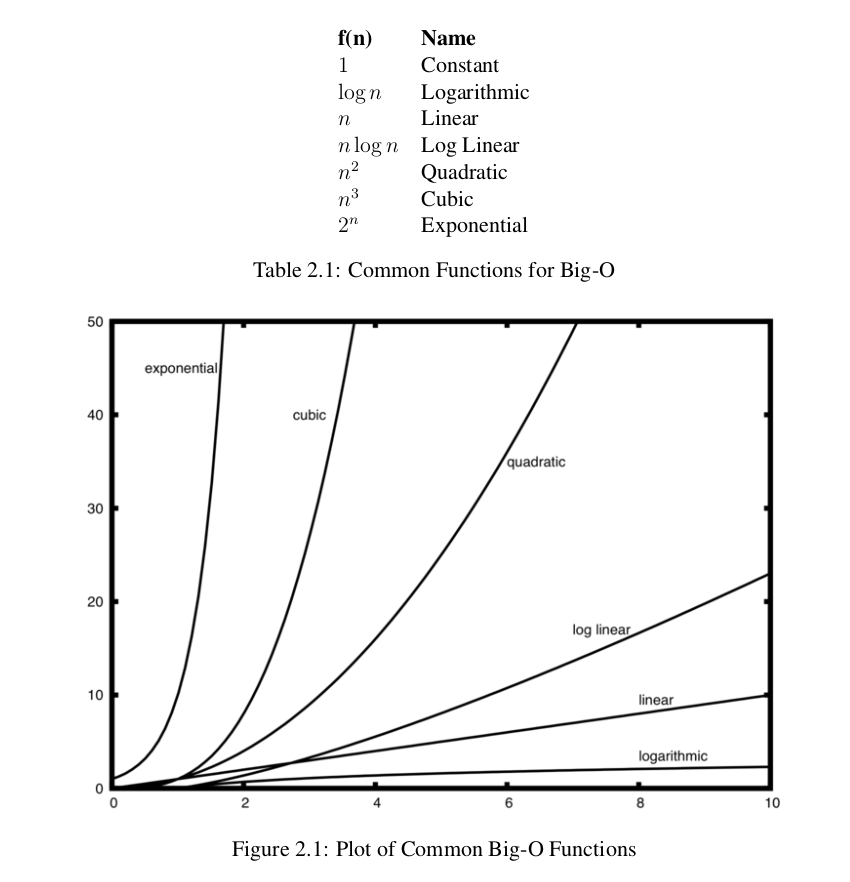 f(n) Name
1 Constant
log n Logarithmic
n Linear
n log n Log Linear
n² Quadratic
n³ Cubic
2ⁿ Exponential
Table 2.1: Common Functions for Big-O
50
exponential
cubic
40
quadratic
30
20
log linear
10
linear
logarithmic
0
0 2 4 6 8 10
Figure 2.1: Plot of Common Big-O Functions